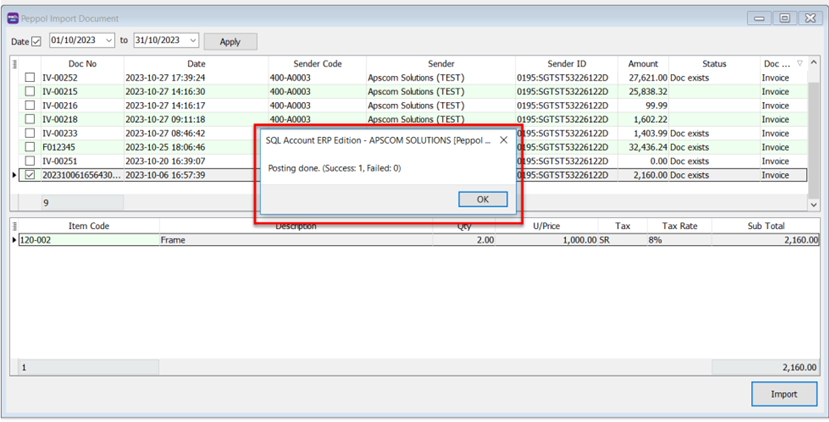 Peppol Import Document
Date 01/10/2023 to 31/10/2023 Apply
Doc No Date Sender Code Sender Sender ID Amount Status Doc ...
IV-00252 2023-10-27 17:39:24 400-A0003 Apscom Solutions (TEST) 0195:SGTST53226122D 27,621.00 Doc exists Invoice
IV-00215 2023-10-27 14:16:30 400-A0003 Apscom Solutions (TEST) 0195:SGTST53226122D 25,838.32 Invoice
IV-00216 2023-10-27 14:16:17 400-A0003 Apscom Solutions (TEST) 0195:SGTST53226122D 99.99 Invoice
IV-00218 2023-10-27 09:11:18 400-A0003 Apscom Solutions (TEST) 0195:SGTST53226122D 1,602.22 Invoice
IV-00233 2023-10-27 08:46:42 0195:SGTST53226122D 1,403.99 Doc exists Invoice
F012345 2023-10-25 18:06:46 0195:SGTST53226122D 32,436.24 Doc exists Invoice
IV-00251 2023-10-20 16:39:07 0195:SGTST53226122D 0.00 Doc exists Invoice
202310061656430... 2023-10-06 16:57:39 0195:SGTST53226122D 2,160.00 Doc exists Invoice
9
SQL Account ERP Edition - APSCOM SOLUTIONS [Peppol ...
Posting done. (Success: 1, Failed: 0)
OK
Item Code Description Qty U/Price Tax Tax Rate Sub Total
120-002 Frame 2.00 1,000.00 SR 8% 2,160.00
1 2,160.00
Import